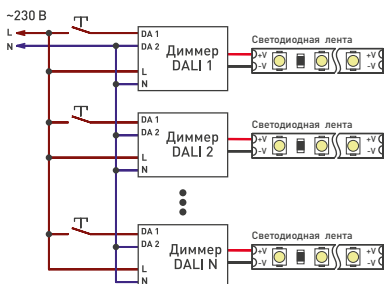 ~230 В
L
N
DA 1
DA 2
L
N
Диммер
DALI 1
Светодиодная лента
+V
-V
+V
-V
DA 1
DA 2
L
N
Диммер
DALI 2
Светодиодная лента
+V
-V
+V
-V
DA 1
DA 2
L
N
Диммер
DALI N
Светодиодная лента
+V
-V
+V
-V